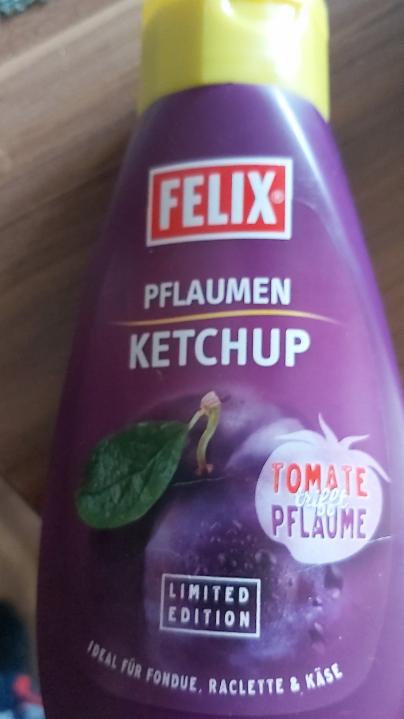 FELIX®
PFLAUMEN
KETCHUP
TOMATE
trifft
PFLAUME
LIMITED
EDITION
IDEAL FÜR FONDUE, RACLETTE & KÄSE